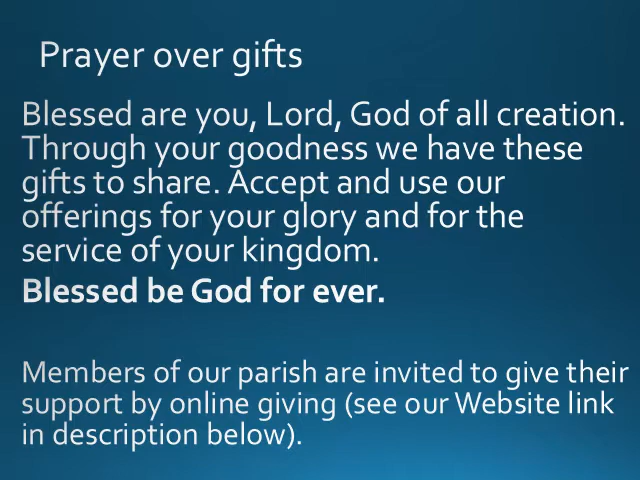 Prayer over gifts
Blessed are you, Lord, God of all creation.
Through your goodness we have these
gifts to share. Accept and use our
offerings for your glory and for the
service of your kingdom.
Blessed be God for ever.
Members of our parish are invited to give their
support by online giving (see our Website link
in description below).